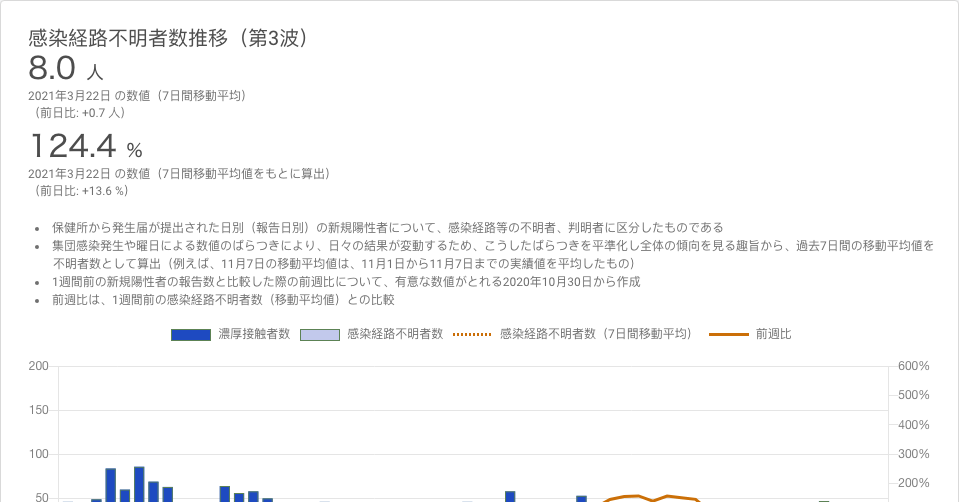 感染経路不明者数推移（第3波）
8.0 人
2021年3月22日 の数値（7日間移動平均）
（前日比: +0.7 人）
124.4 %
2021年3月22日 の数値（7日間移動平均値をもとに算出）
（前日比: +13.6 %）
• 保健所から発生届が提出された日別（報告日別）の新規陽性者について、感染経路等の不明者、判明者に区分したものである
• 集団感染発生や曜日による数値のばらつきにより、日々の結果が変動するため、こうしたばらつきを平準化し全体の傾向を見る趣旨から、過去7日間の移動平均値を
不明者数として算出（例えば、11月7日の移動平均値は、11月1日から11月7日までの実績値を平均したもの）
• 1週間前の新規陽性者の報告数と比較した際の前週比について、有意な数値がとれる2020年10月30日から作成
• 前週比は、1週間前の感染経路不明者数（移動平均値）との比較
濃厚接触者数 感染経路不明者数 感染経路不明者数（7日間移動平均） 前週比
200 600%
500%
150
400%
100 300%
200%
50